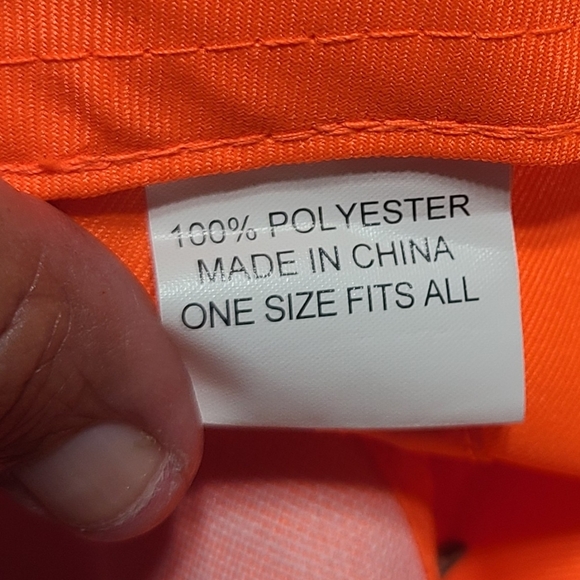 100% POLYESTER
MADE IN CHINA
ONE SIZE FITS ALL